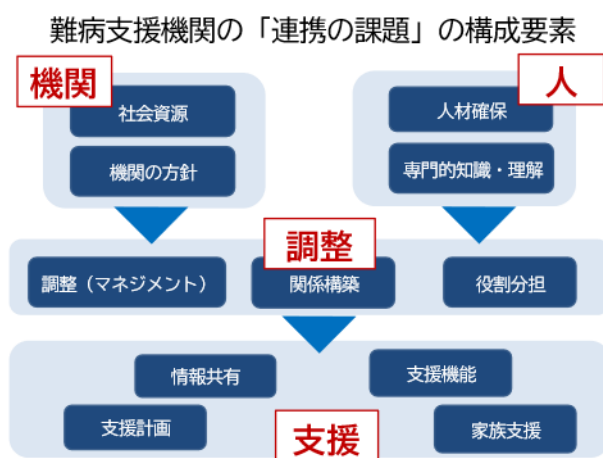 難病支援機関の「連携の課題」の構成要素
機関
社会資源
機関の方針
人
人材確保
専門的知識・理解
調整
調整（マネジメント）
関係構築
役割分担
情報共有
支援機能
支援計画
支援
家族支援